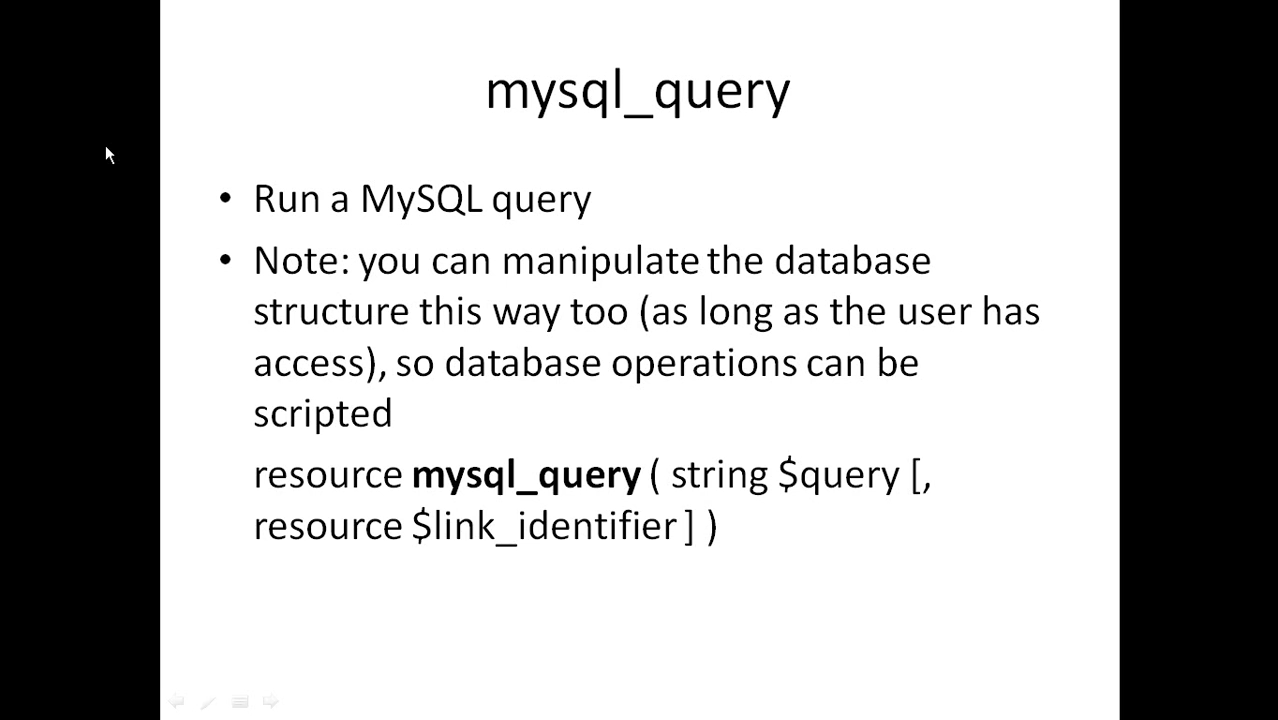 mysql_query
• Run a MySQL query
• Note: you can manipulate the database
structure this way too (as long as the user has
access), so database operations can be
scripted
resource mysql_query ( string $query [,
resource $link_identifier ] )